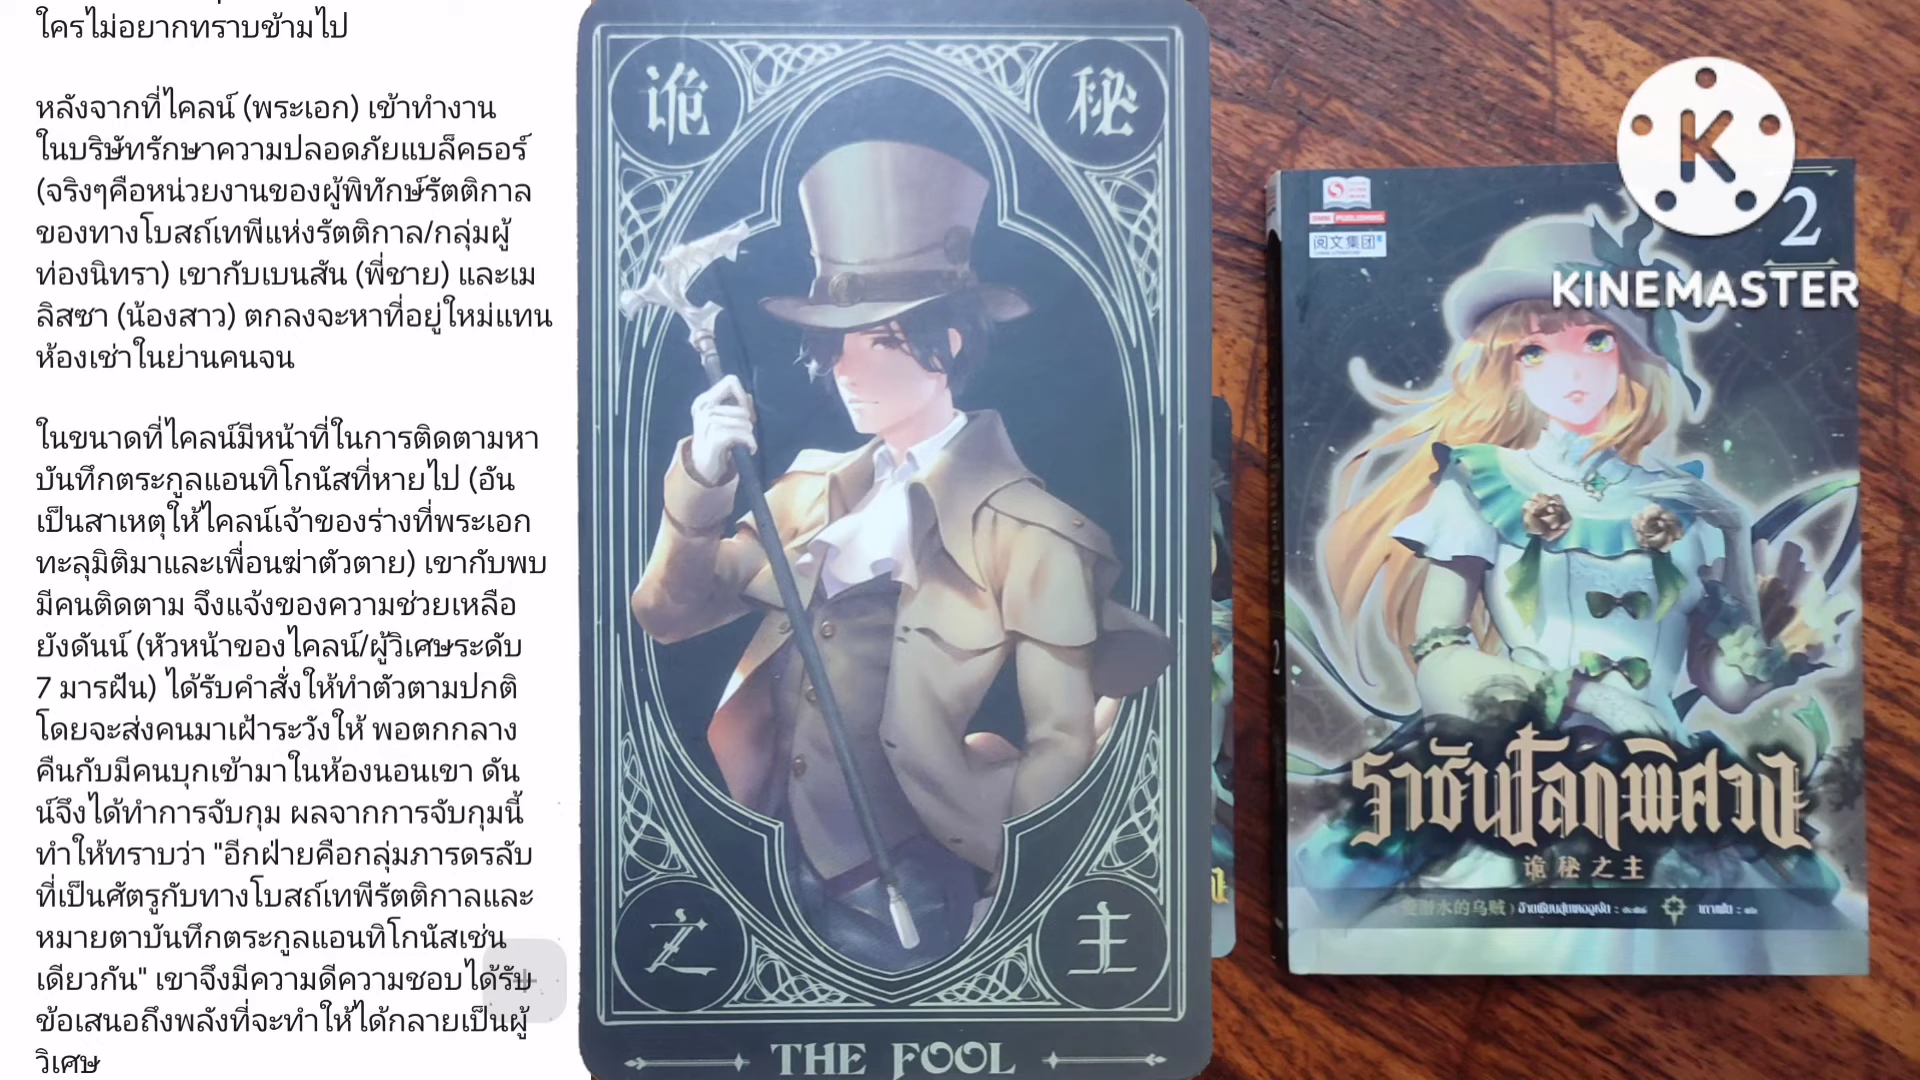 ใครไม่อยากทราบข้ามไป
หลังจากที่ไคลน์ (พระเอก) เข้าทำงาน
ในบริษัทรักษาความปลอดภัยแบล็คธอร์
(จริงๆคือหน่วยงานของผู้พิทักษ์รัตติกาล
ของทางโบสถ์เทพีแห่งรัตติกาล/กลุ่มผู้
ท่องนิทรา) เขากับเบนสัน (พี่ชาย) และเม
ลิสซา (น้องสาว) ตกลงจะหาที่อยู่ใหม่แทน
ห้องเช่าในย่านคนจน
ในขนาดที่ไคลน์มีหน้าที่ในการติดตามหา
บันทึกตระกูลแอนทิโกนัสที่หายไป (อัน
เป็นสาเหตุให้ไคลน์เจ้าของร่างที่พระเอก
ทะลุมิติมาและเพื่อนฆ่าตัวตาย) เขากับพบ
มีคนติดตาม จึงแจ้งของความช่วยเหลือ
ยังดันน์ (หัวหน้าของไคลน์/ผู้วิเศษระดับ
7 มารฝัน) ได้รับคำสั่งให้ทำตัวตามปกติ
โดยจะส่งคนมาเฝ้าระวังให้ พอตกกลาง
คืนกับมีคนบุกเข้ามาในห้องนอนเขา ดัน
น์จึงได้ทำการจับกุม ผลจากการจับกุมนี้
ทำให้ทราบว่า "อีกฝ่ายคือกลุ่มภารดรลับ
ที่เป็นศัตรูกับทางโบสถ์เทพีรัตติกาลและ
หมายตาบันทึกตระกูลแอนทิโกนัสเช่น
เดียวกัน" เขาจึงมีความดีความชอบได้รับ
ข้อเสนอถึงพลังที่จะทำให้ได้กลายเป็นผู้
วิเศษ
诡 秘
之 主
THE FOOL
K
KINEMASTER
2
PUBLISHING
阅文集团
ราชันโลกพิศวง
诡秘之主
2